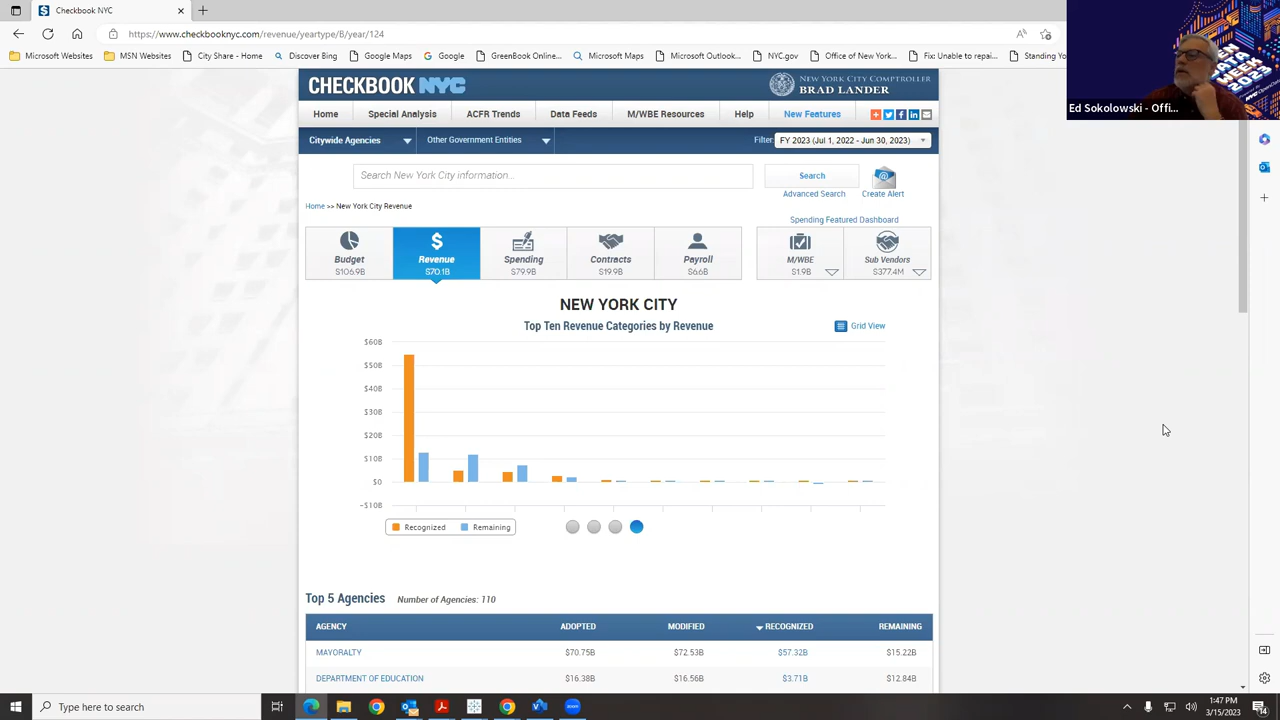 Checkbook NYC
https://www.checkbooknyc.com/revenue/yeartype/B/year/124
Microsoft Websites
MSN Websites
City Share - Home
Discover Bing
Google Maps
Google
GreenBook Online...
Microsoft Websites
Microsoft Outlook...
NYC.gov
Office of New York...
Fix: Unable to repai...
Standing Yo
DATA
WEEK
2023
Ed Sokolowski - Offi...
CHECKBOOK NYC
NEW YORK CITY COMPTROLLER
BRAD LANDER
Home
Special Analysis
ACFR Trends
Data Feeds
M/WBE Resources
Help
New Features
Citywide Agencies
Other Government Entities
Filter:
FY 2023 (Jul 1, 2022 - Jun 30, 2023)
Search New York City information...
Search
Advanced Search
Create Alert
Home >> New York City Revenue
Spending Featured Dashboard
Budget
$106.9B
Revenue
$70.1B
Spending
$79.9B
Contracts
$19.9B
Payroll
$6.6B
M/WBE
$1.9B
Sub Vendors
$377.4M
NEW YORK CITY
Top Ten Revenue Categories by Revenue
Grid View
$60B
$50B
$40B
$30B
$20B
$10B
$0
-$10B
Recognized
Remaining
Top 5 Agencies Number of Agencies: 110
AGENCY ADOPTED MODIFIED RECOGNIZED REMAINING
MAYORALTY $70.75B $72.53B $57.32B $15.22B
DEPARTMENT OF EDUCATION $16.38B $16.56B $3.71B $12.84B
Type here to search
1:47 PM
3/15/2023